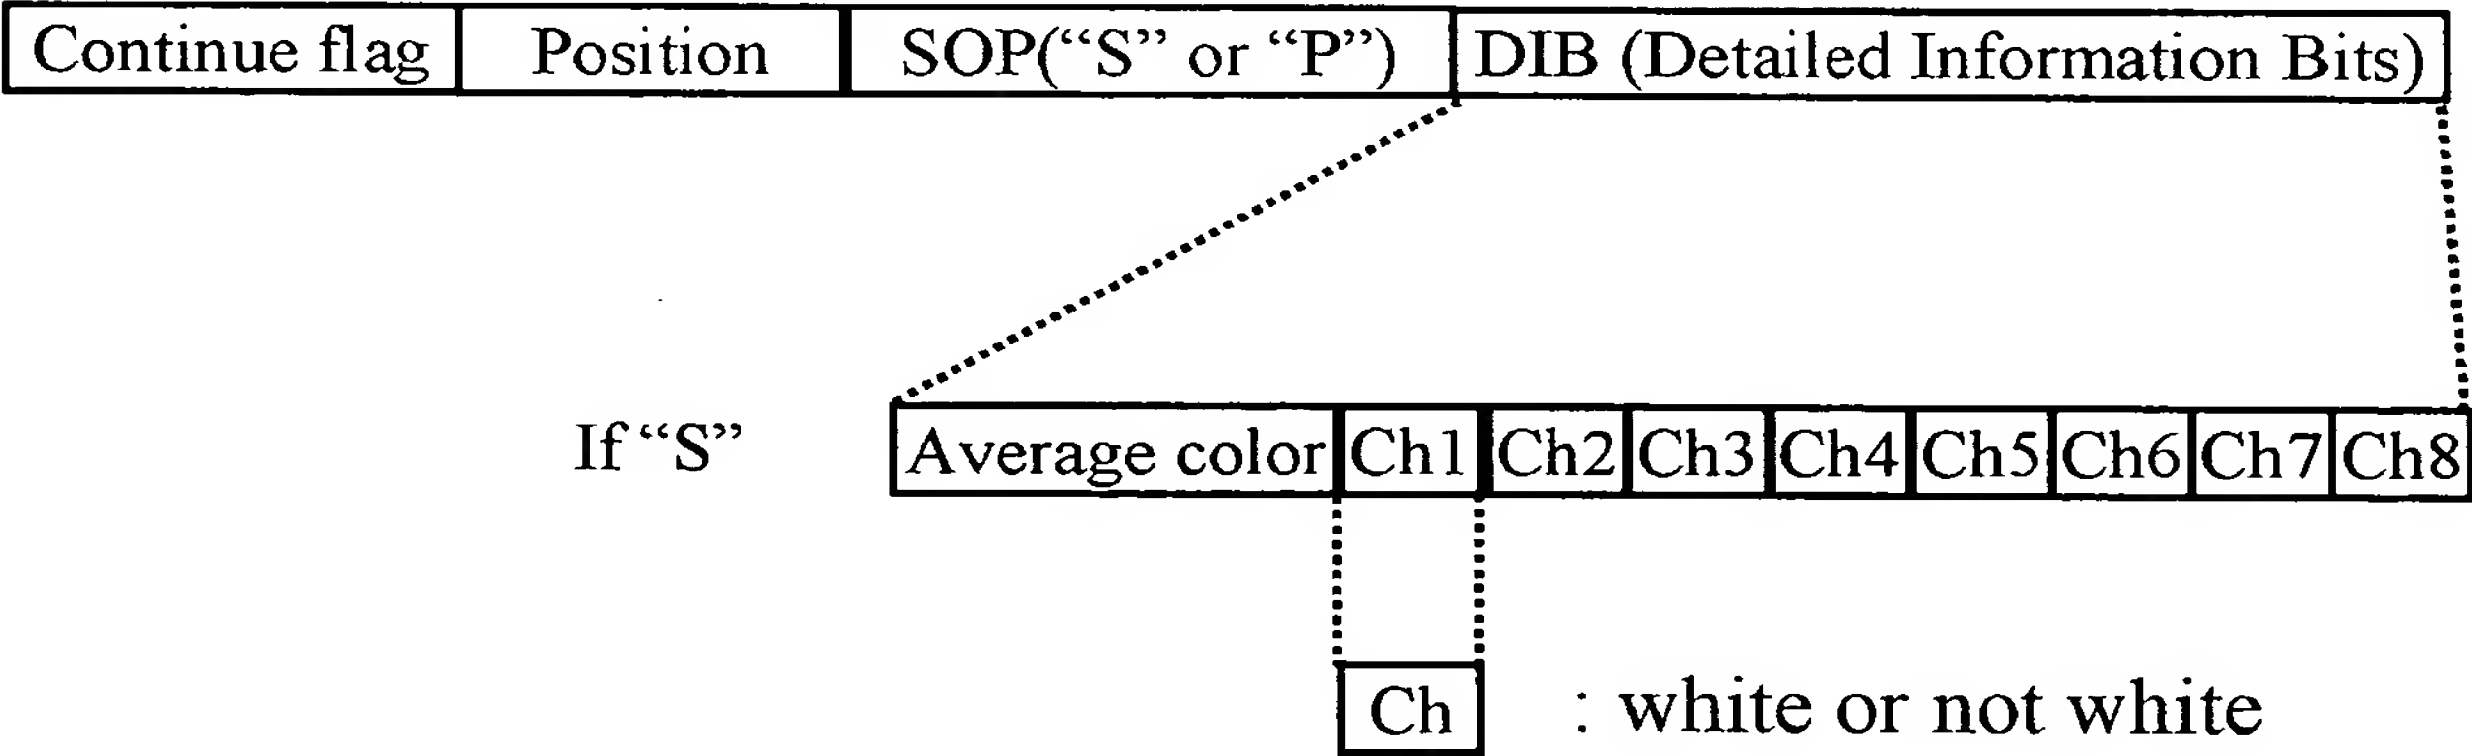 Continue flag Position SOP(“S” or “P”) DIB (Detailed Information Bits)
If “S” Average color Ch1 Ch2 Ch3 Ch4 Ch5 Ch6 Ch7 Ch8
Ch : white or not white